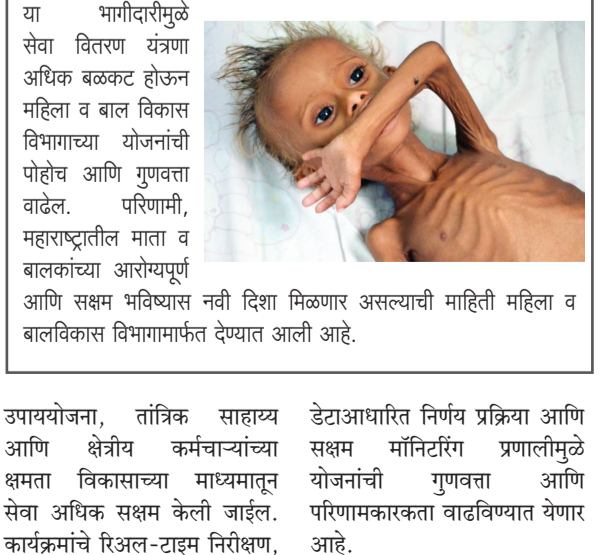 या भागीदारीमुळे
सेवा वितरण यंत्रणा
अधिक बळकट होऊन
महिला व बाल विकास
विभागाच्या योजनांची
पोहोच आणि गुणवत्ता
वाढेल. परिणामी,
महाराष्ट्रातील माता व
बालकांच्या आरोग्यपूर्ण
आणि सक्षम भविष्यास नवी दिशा मिळणार असल्याची माहिती महिला व
बालविकास विभागामार्फत देण्यात आली आहे.
उपाययोजना, तांत्रिक साहाय्य
आणि क्षेत्रीय कर्मचाऱ्यांच्या
क्षमता विकासाच्या माध्यमातून
सेवा अधिक सक्षम केली जाईल.
कार्यक्रमांचे रिअल-टाइम निरीक्षण,
डेटाआधारित निर्णय प्रक्रिया आणि
सक्षम मॉनिटरिंग प्रणालीमुळे
योजनांची गुणवत्ता आणि
परिणामकारकता वाढविण्यात येणार
आहे.